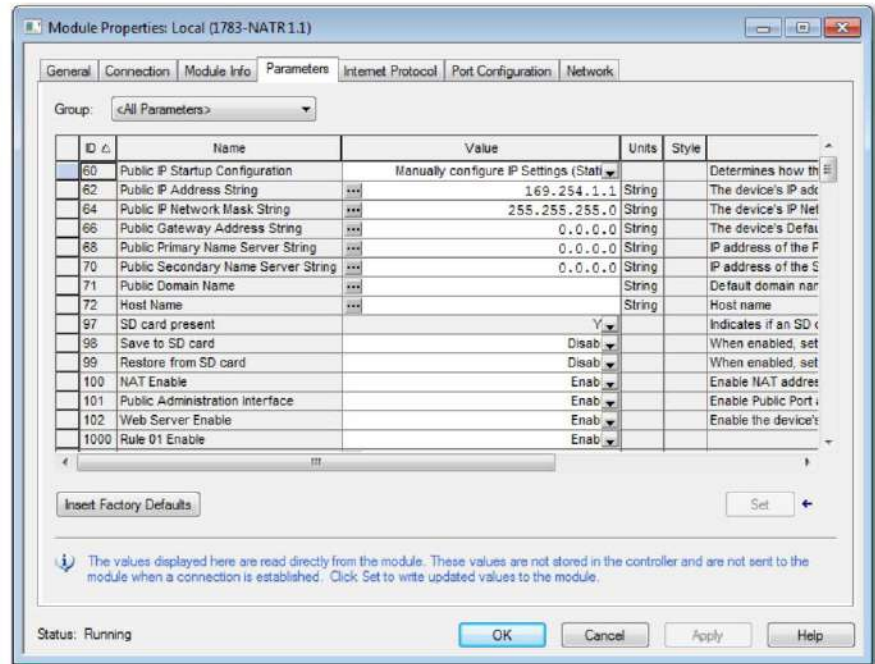 Module Properties: Local (1783-NATR 1.1)
General Connection Module Info Parameters Internet Protocol Port Configuration Network
Group: <All Parameters>
ID Name Value Units Style
60 Public IP Startup Configuration Manually configure IP Settings (Stati Determines how th
62 Public IP Address String ... 169.254.1.1 String The device's IP add
64 Public IP Network Mask String ... 255.255.255.0 String The device's IP Net
66 Public Gateway Address String ... 0.0.0.0 String The device's Defau
68 Public Primary Name Server String ... 0.0.0.0 String IP address of the P
70 Public Secondary Name Server String ... 0.0.0.0 String IP address of the S
71 Public Domain Name ... String Default domain nar
72 Host Name ... String Host name
97 SD card present Y Indicates if an SD c
98 Save to SD card Disab When enabled, set
99 Restore from SD card Disab When enabled, set
100 NAT Enable Enab Enable NAT addres
101 Public Administration Interface Enab Enable Public Port a
102 Web Server Enable Enab Enable the device's
1000 Rule 01 Enable Enab
Insert Factory Defaults Set
The values displayed here are read directly from the module. These values are not stored in the controller and are not sent to the
module when a connection is established. Click Set to write updated values to the module.
Status: Running OK Cancel Apply Help